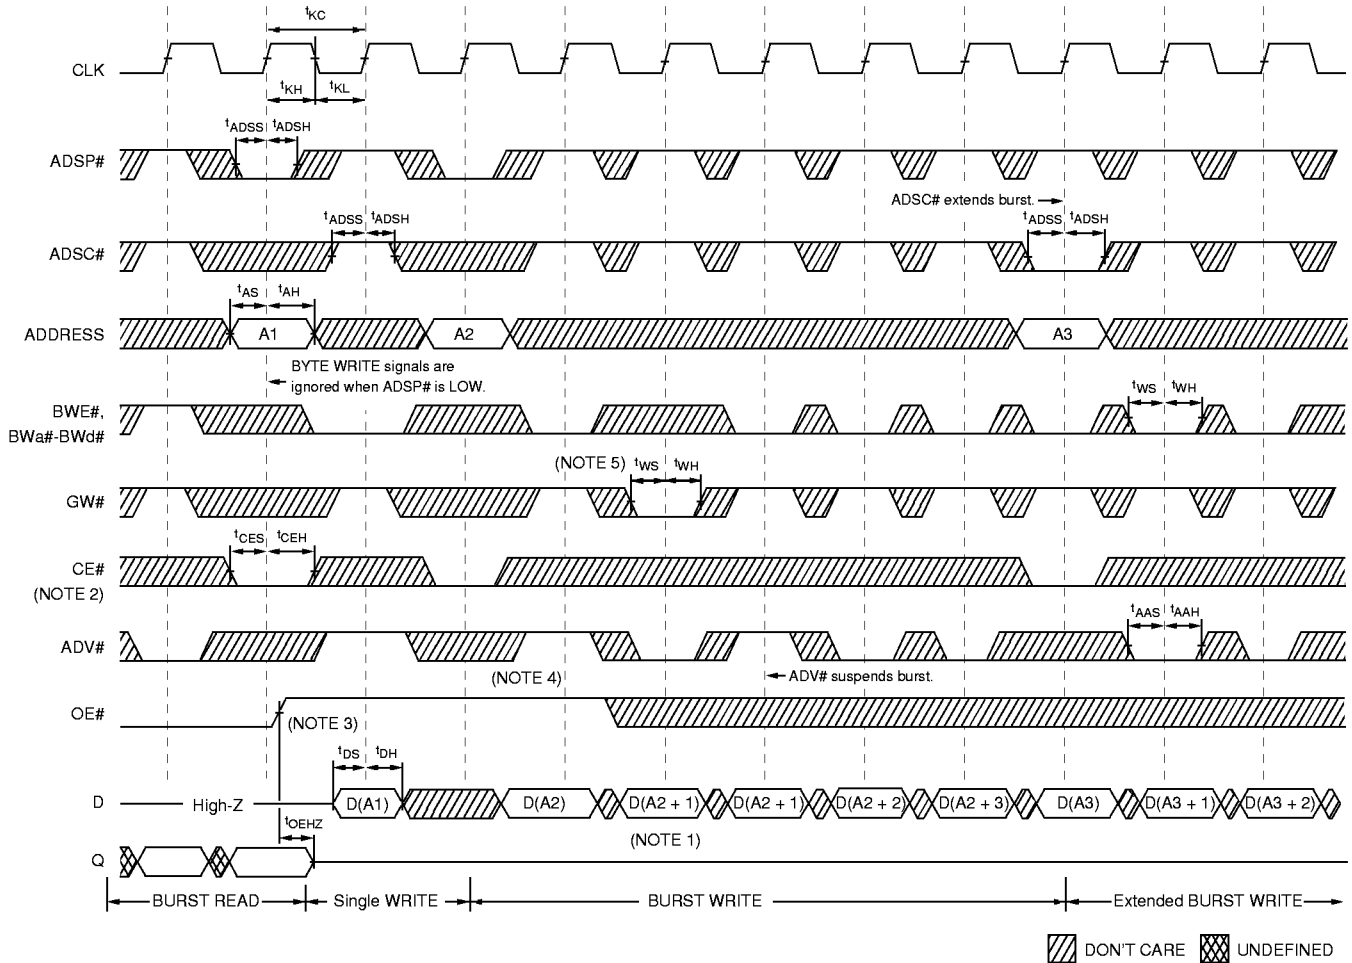 tKC
CLK
tKH tKL
tADSS tADSH
ADSP#
ADSC# extends burst.
tADSS tADSH tADSS tADSH
ADSC#
tAS tAH
ADDRESS A1 A2 A3
BYTE WRITE signals are
ignored when ADSP# is LOW.
BWE#,
BWa#-BWd#
tWS tWH
(NOTE 5) tWS tWH
GW#
tCES tCEH
CE#
(NOTE 2)
tAAS tAAH
ADV#
(NOTE 4) ADV# suspends burst.
OE# (NOTE 3)
tDS tDH
D High-Z D(A1) D(A2) D(A2 + 1) D(A2 + 1) D(A2 + 2) D(A2 + 3) D(A3) D(A3 + 1) D(A3 + 2)
tOEHZ (NOTE 1)
Q
BURST READ Single WRITE BURST WRITE Extended BURST WRITE
DON'T CARE UNDEFINED